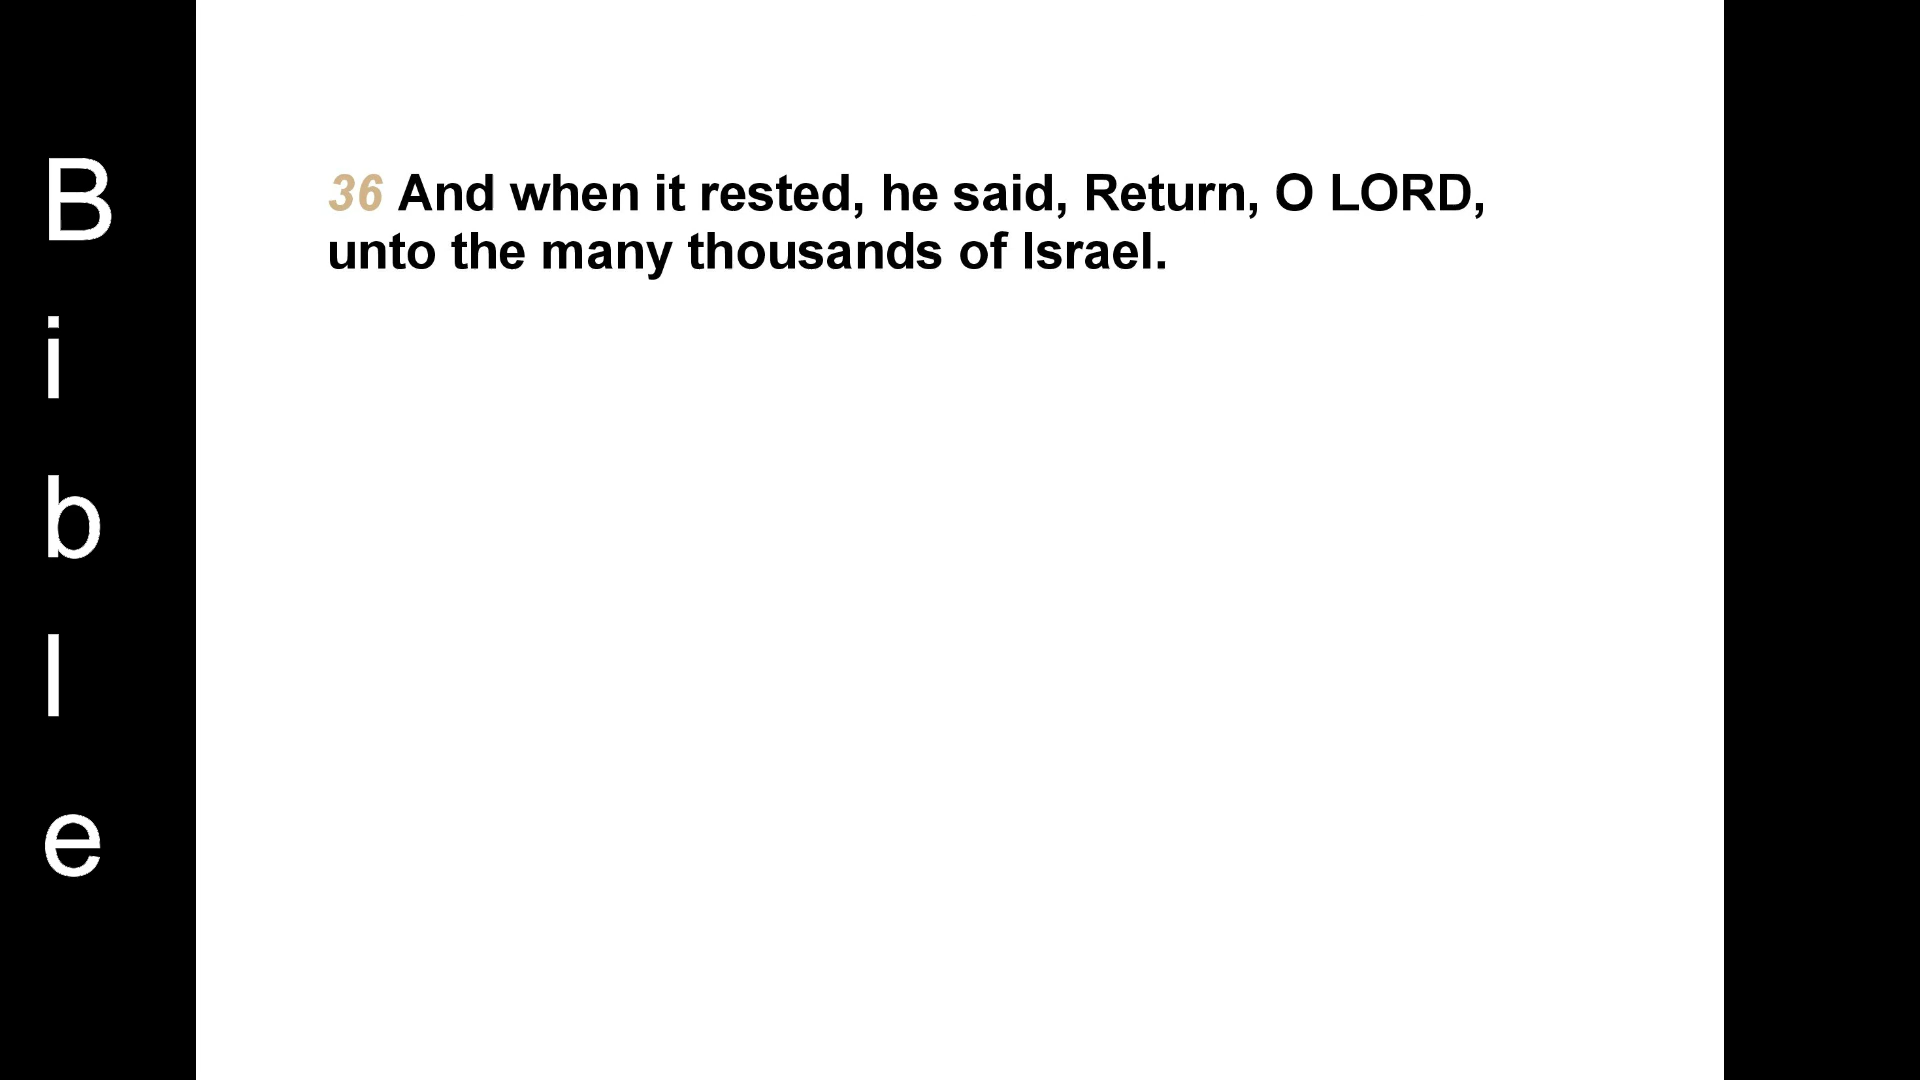 B
i
b
l
e
36 And when it rested, he said, Return, O LORD,
unto the many thousands of Israel.